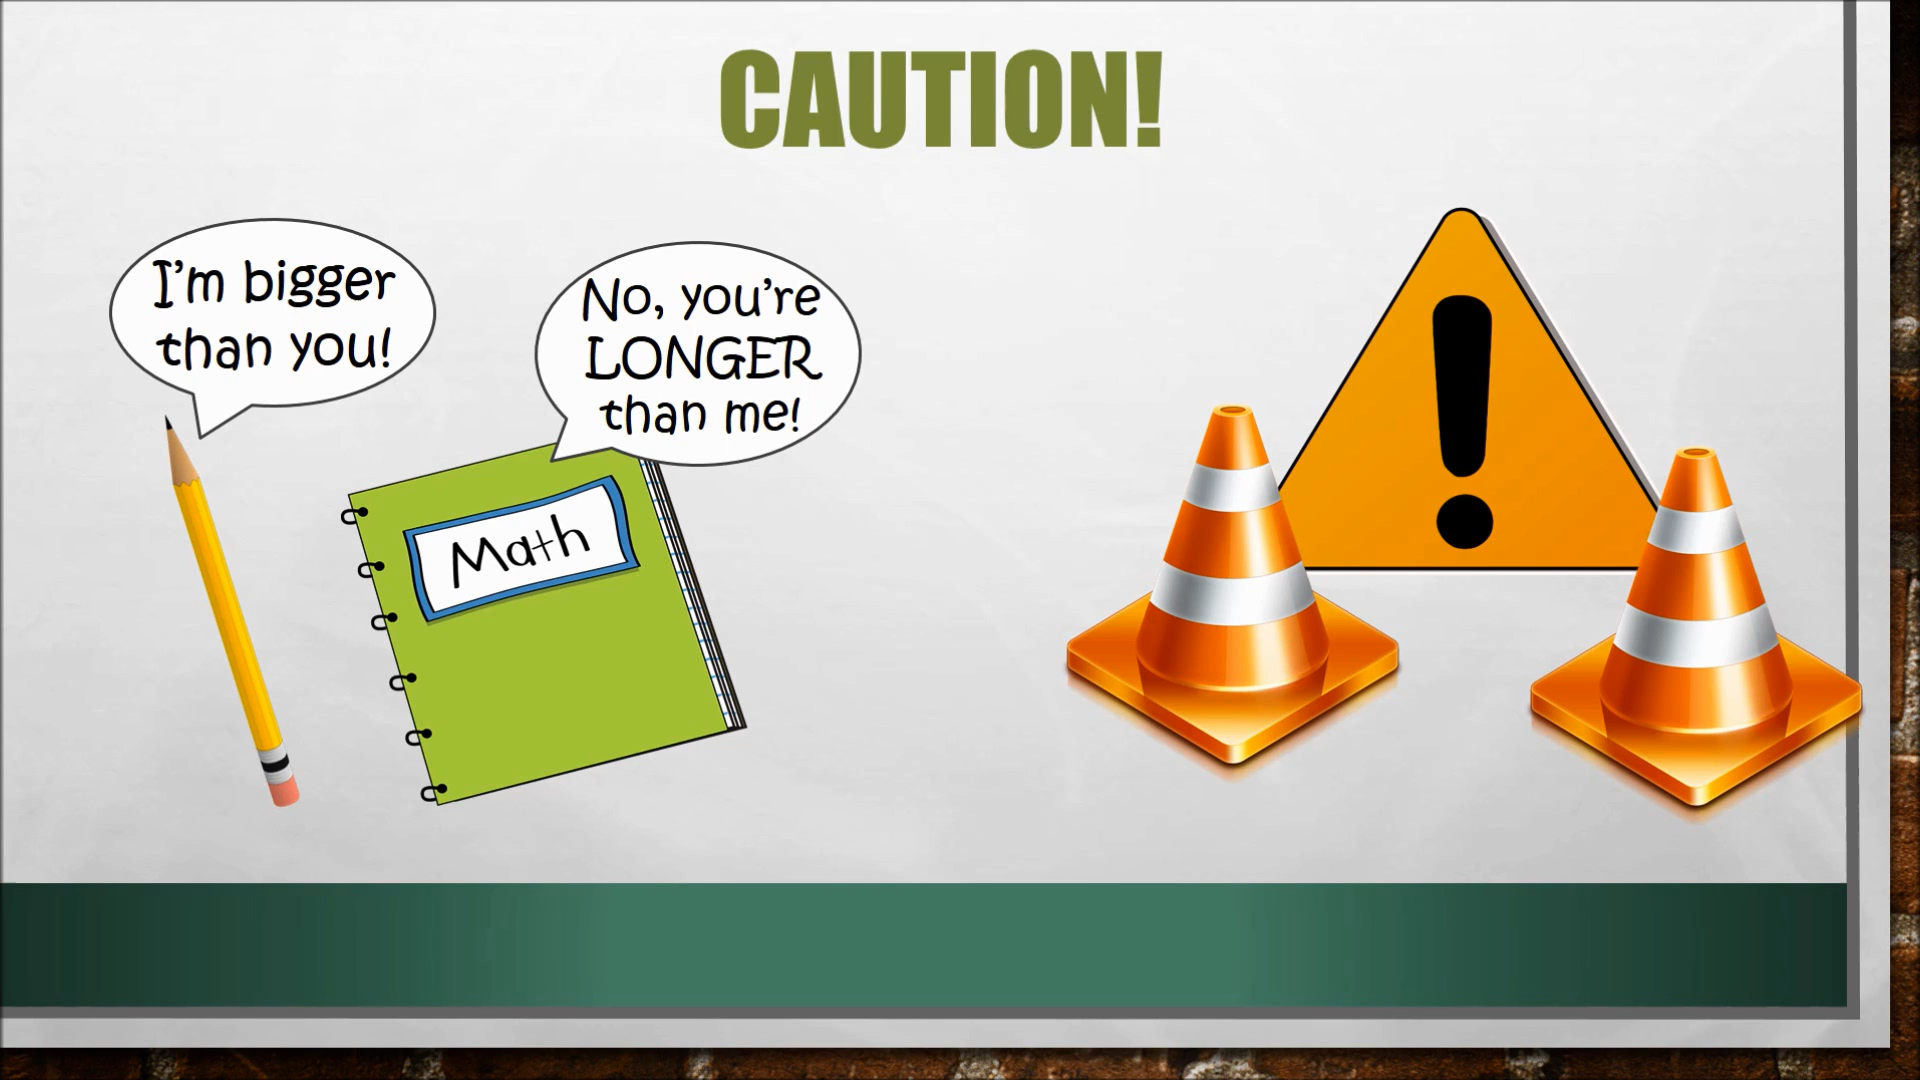 CAUTION!
I'm bigger
than you!
No, you're
LONGER
than me!
Math